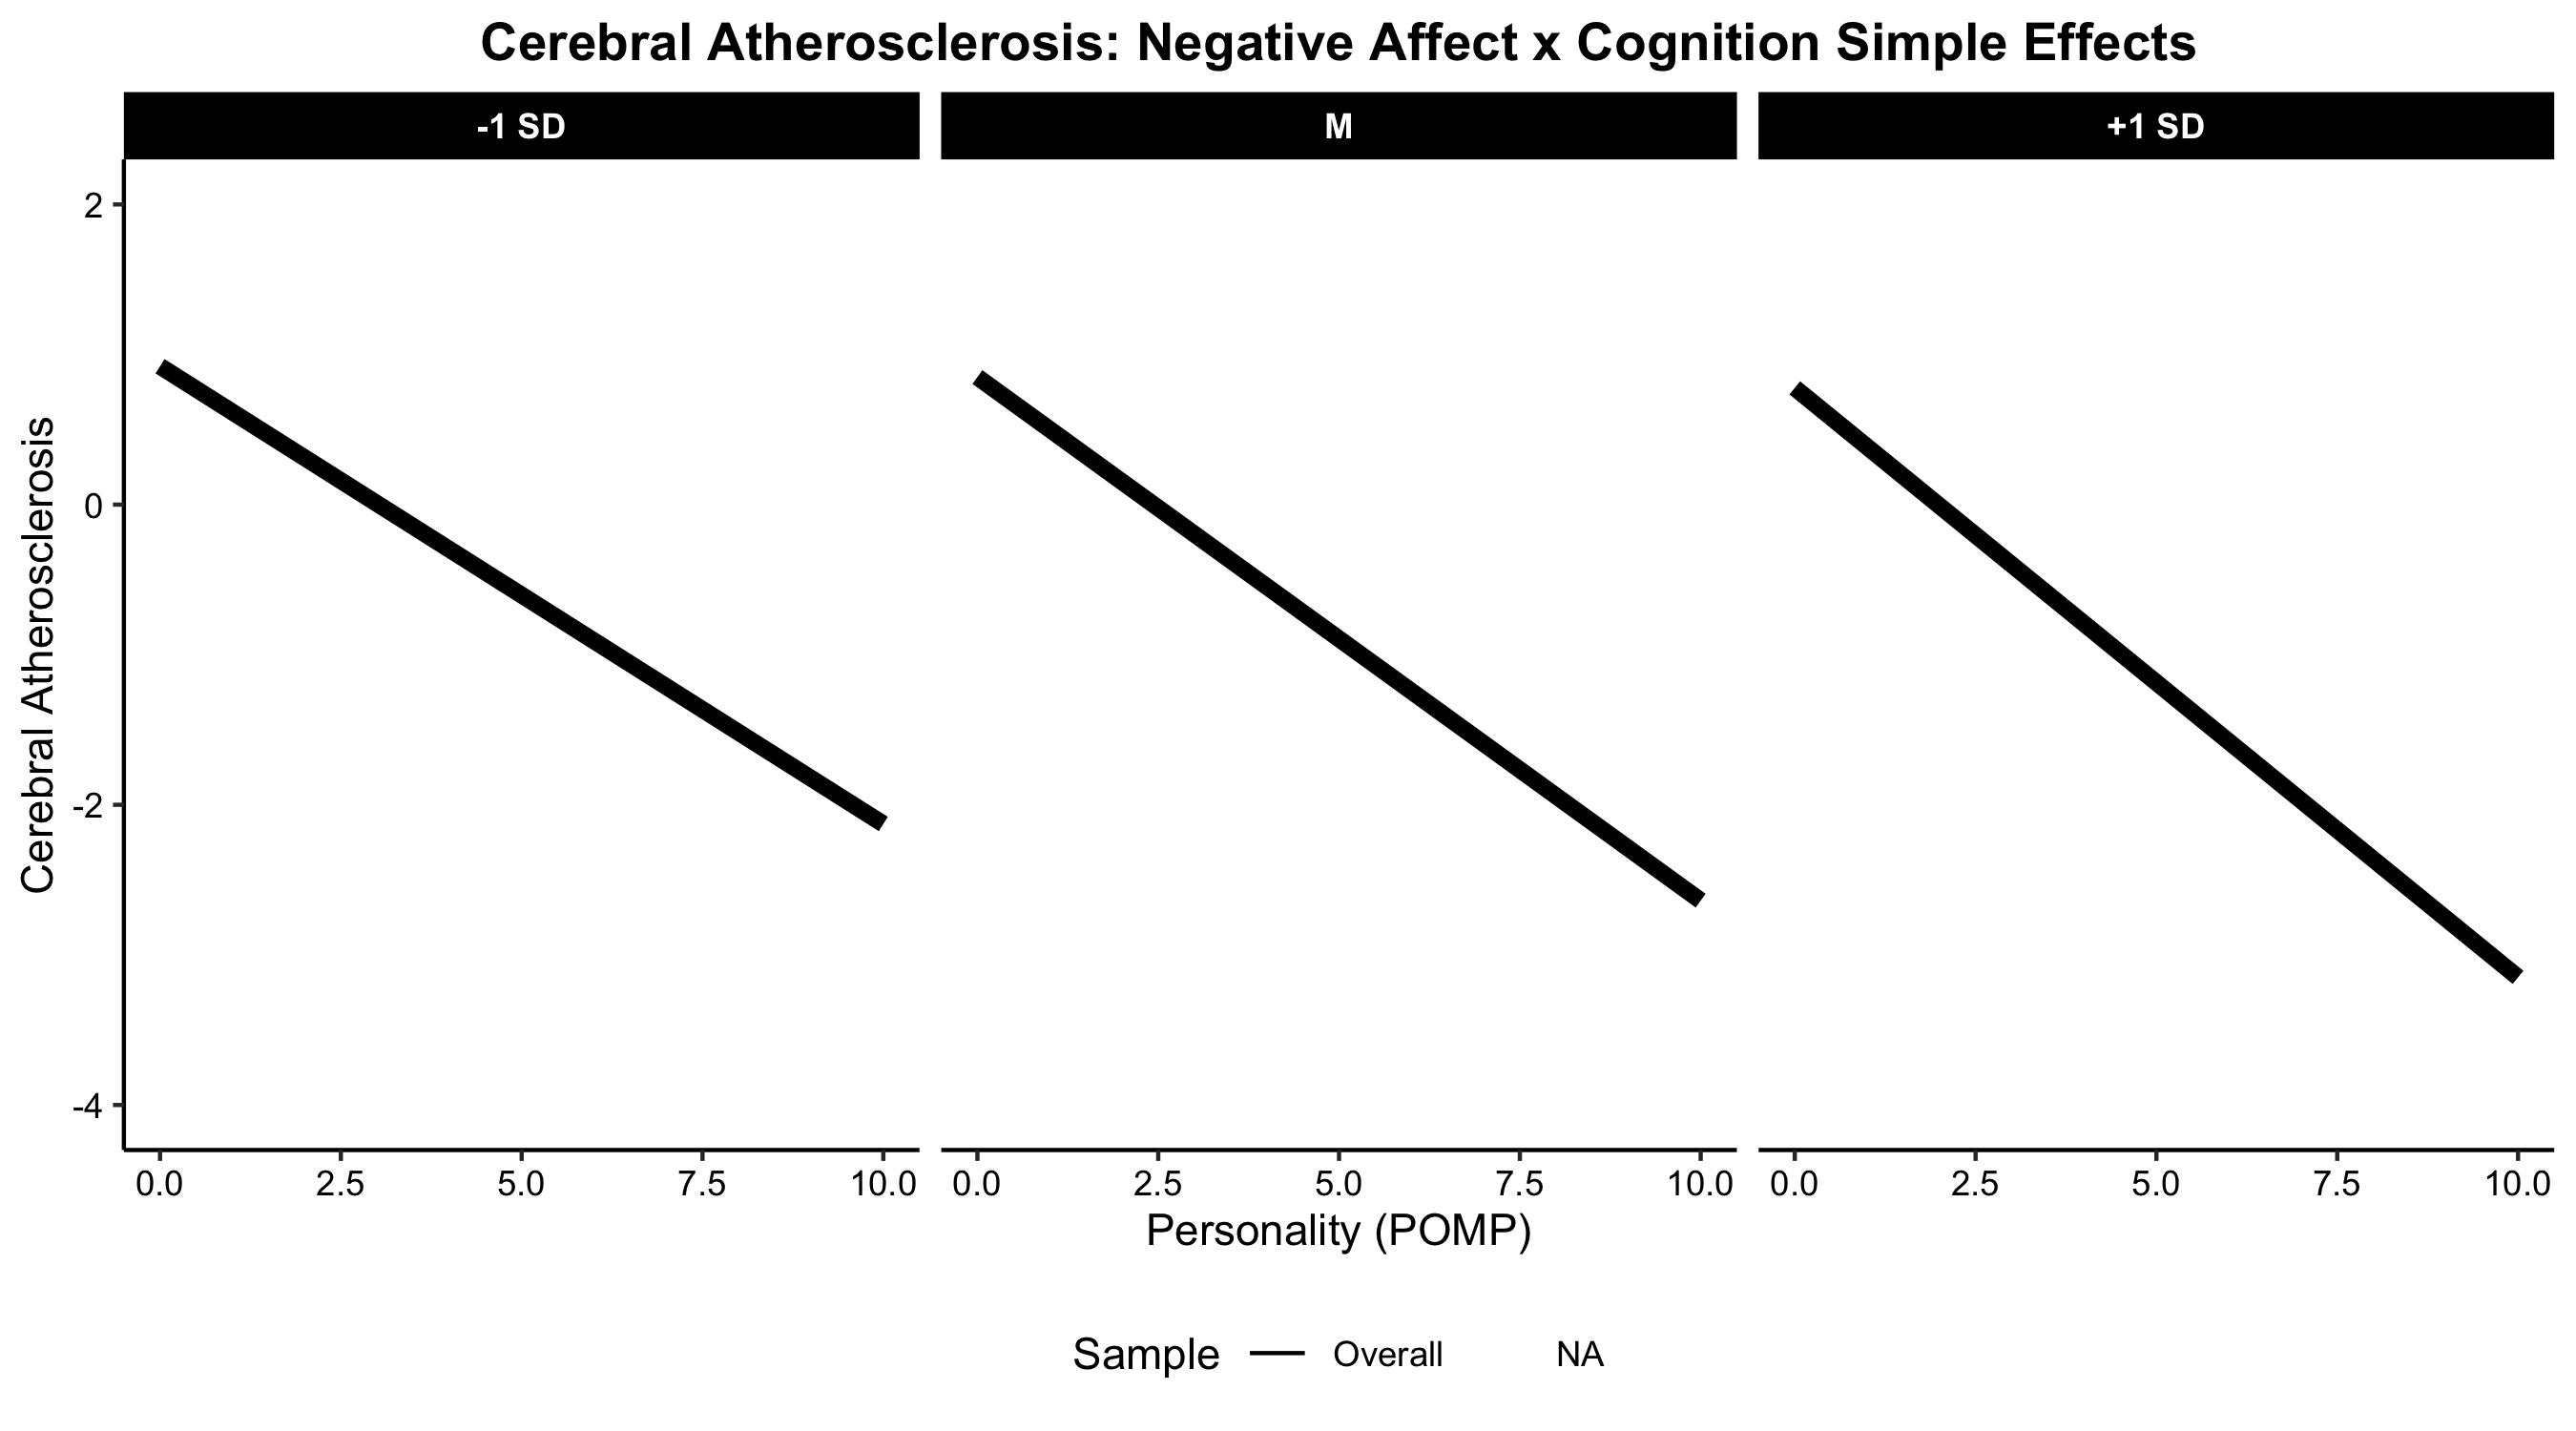 Cerebral Atherosclerosis: Negative Affect x Cognition Simple Effects
-1 SD M +1 SD
Cerebral Atherosclerosis
2
0
-2
-4
0.0 2.5 5.0 7.5 10.0 0.0 2.5 5.0 7.5 10.0 0.0 2.5 5.0 7.5 10.0
Personality (POMP)
Sample Overall NA